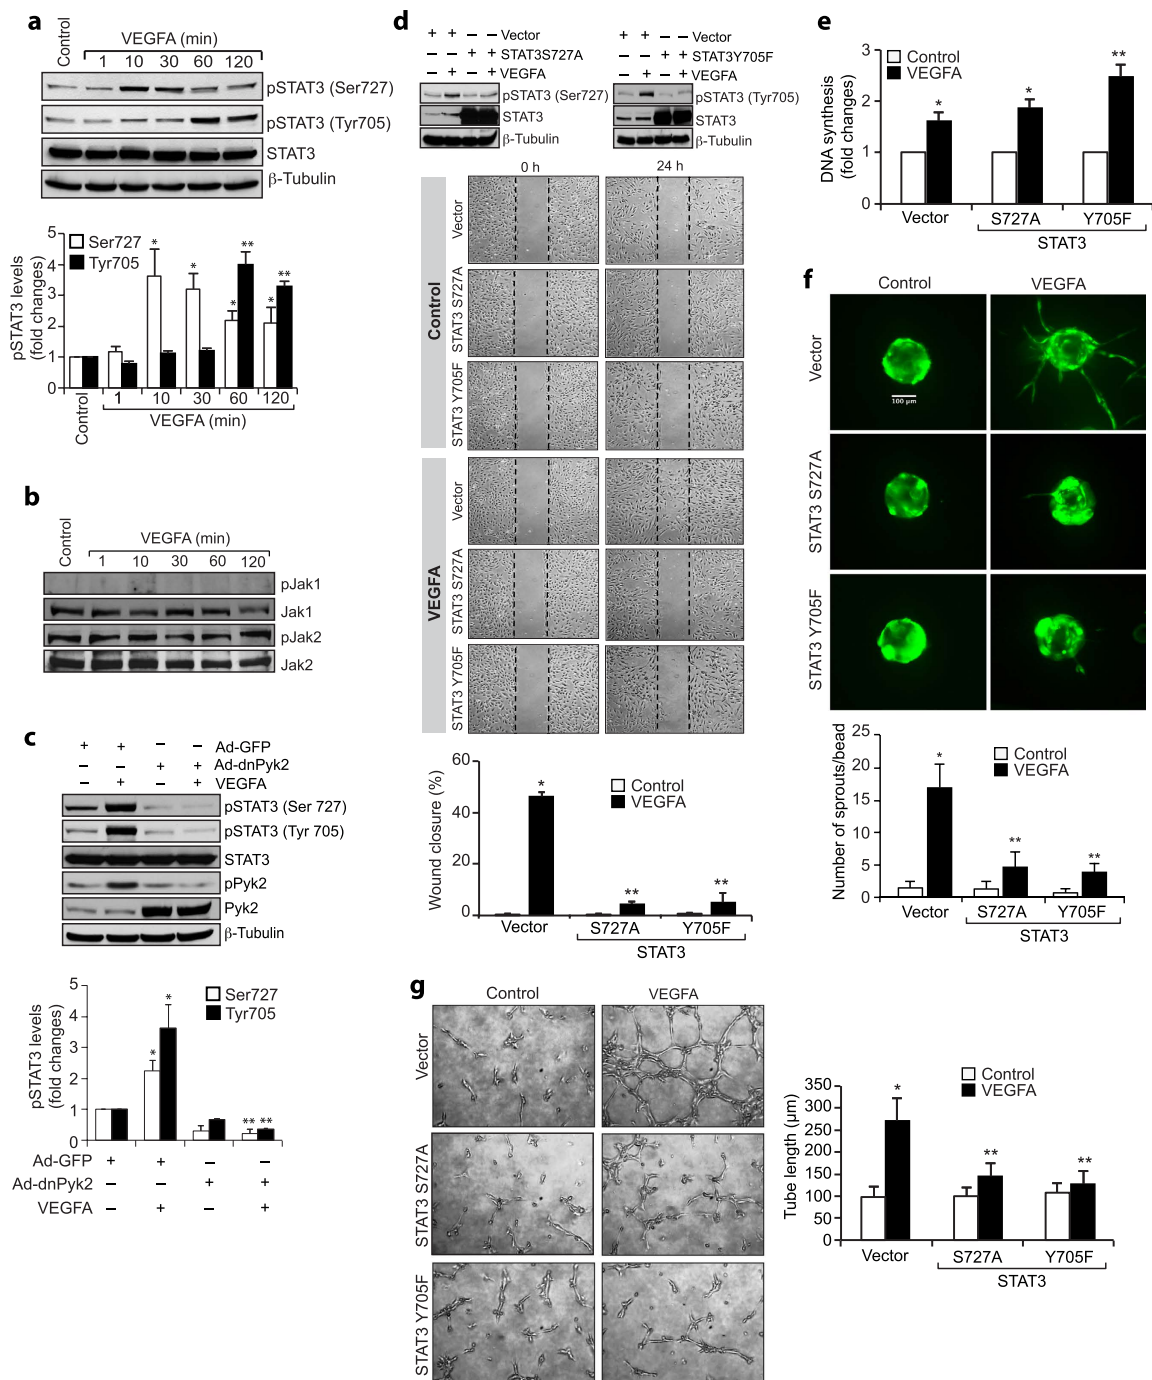 a
Control
VEGFA (min)
1 10 30 60 120
pSTAT3 (Ser727)
pSTAT3 (Tyr705)
STAT3
β-Tubulin
pSTAT3 levels
(fold changes)
5
4
3
2
1
0
Ser727
Tyr705
* * * ** * **
Control
1 10 30 60 120
VEGFA (min)
b
Control
VEGFA (min)
1 10 30 60 120
pJak1
Jak1
pJak2
Jak2
c
+ + – – Ad-GFP
– – + + Ad-dnPyk2
– + – + VEGFA
pSTAT3 (Ser 727)
pSTAT3 (Tyr 705)
STAT3
pPyk2
Pyk2
β-Tubulin
pSTAT3 levels
(fold changes)
5
4
3
2
1
0
Ser727
Tyr705
* * ** **
Ad-GFP + + – –
Ad-dnPyk2 – – + +
VEGFA – + – +
d
+ + – – Vector
– – + + STAT3S727A
– + – + VEGFA
pSTAT3 (Ser727)
STAT3
β-Tubulin
+ + – – Vector
– – + + STAT3Y705F
– + – + VEGFA
pSTAT3 (Tyr705)
STAT3
β-Tubulin
0 h 24 h
Control
Vector
STAT3 S727A
STAT3 Y705F
VEGFA
Vector
STAT3 S727A
STAT3 Y705F
Wound closure (%)
60
40
20
0
Control
VEGFA
* ** **
Vector S727A Y705F
STAT3
e
DNA synthesis
(fold changes)
3
2
1
0
Control
VEGFA
* * **
Vector S727A Y705F
STAT3
f
Control VEGFA
Vector
100 µm
STAT3 S727A
STAT3 Y705F
Number of sprouts/bead
25
20
15
10
5
0
Control
VEGFA
* ** **
Vector S727A Y705F
STAT3
g
Control VEGFA
Vector
STAT3 S727A
STAT3 Y705F
Tube length (µm)
350
300
250
200
150
100
50
0
Control
VEGFA
* ** **
Vector S727A Y705F
STAT3